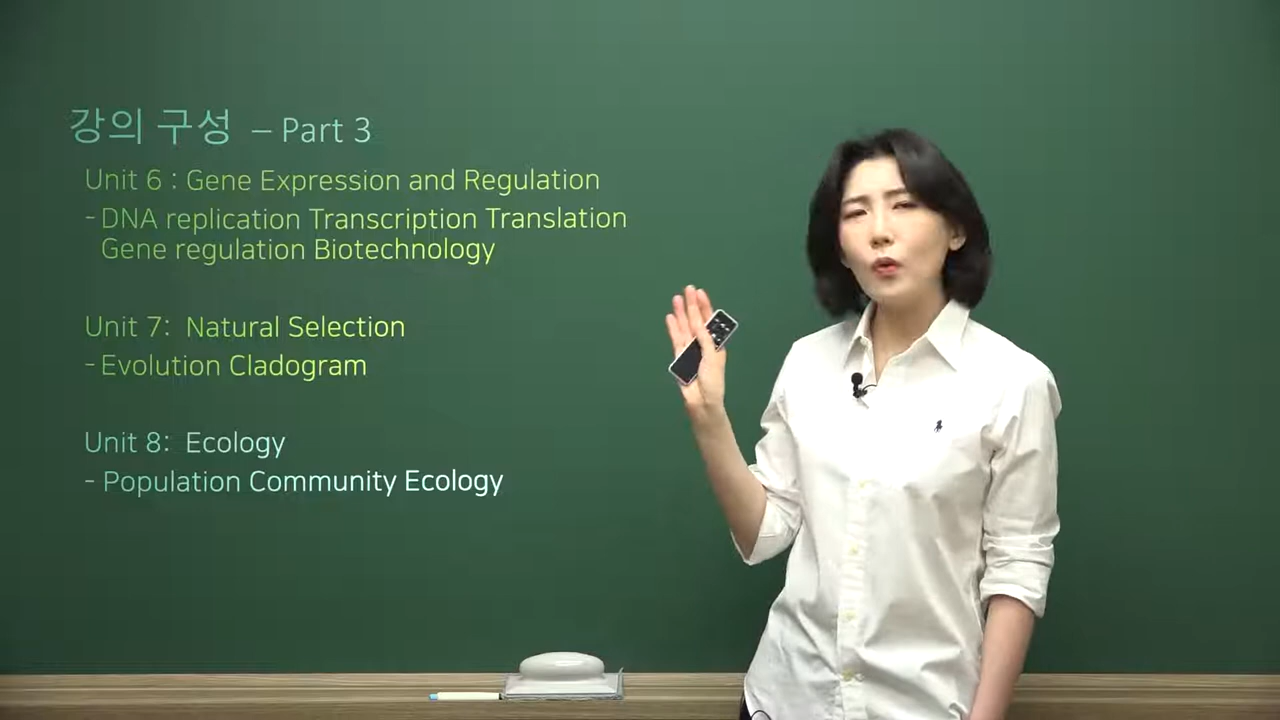 강의 구성 – Part 3
Unit 6 : Gene Expression and Regulation
- DNA replication Transcription Translation
Gene regulation Biotechnology
Unit 7: Natural Selection
- Evolution Cladogram
Unit 8: Ecology
- Population Community Ecology